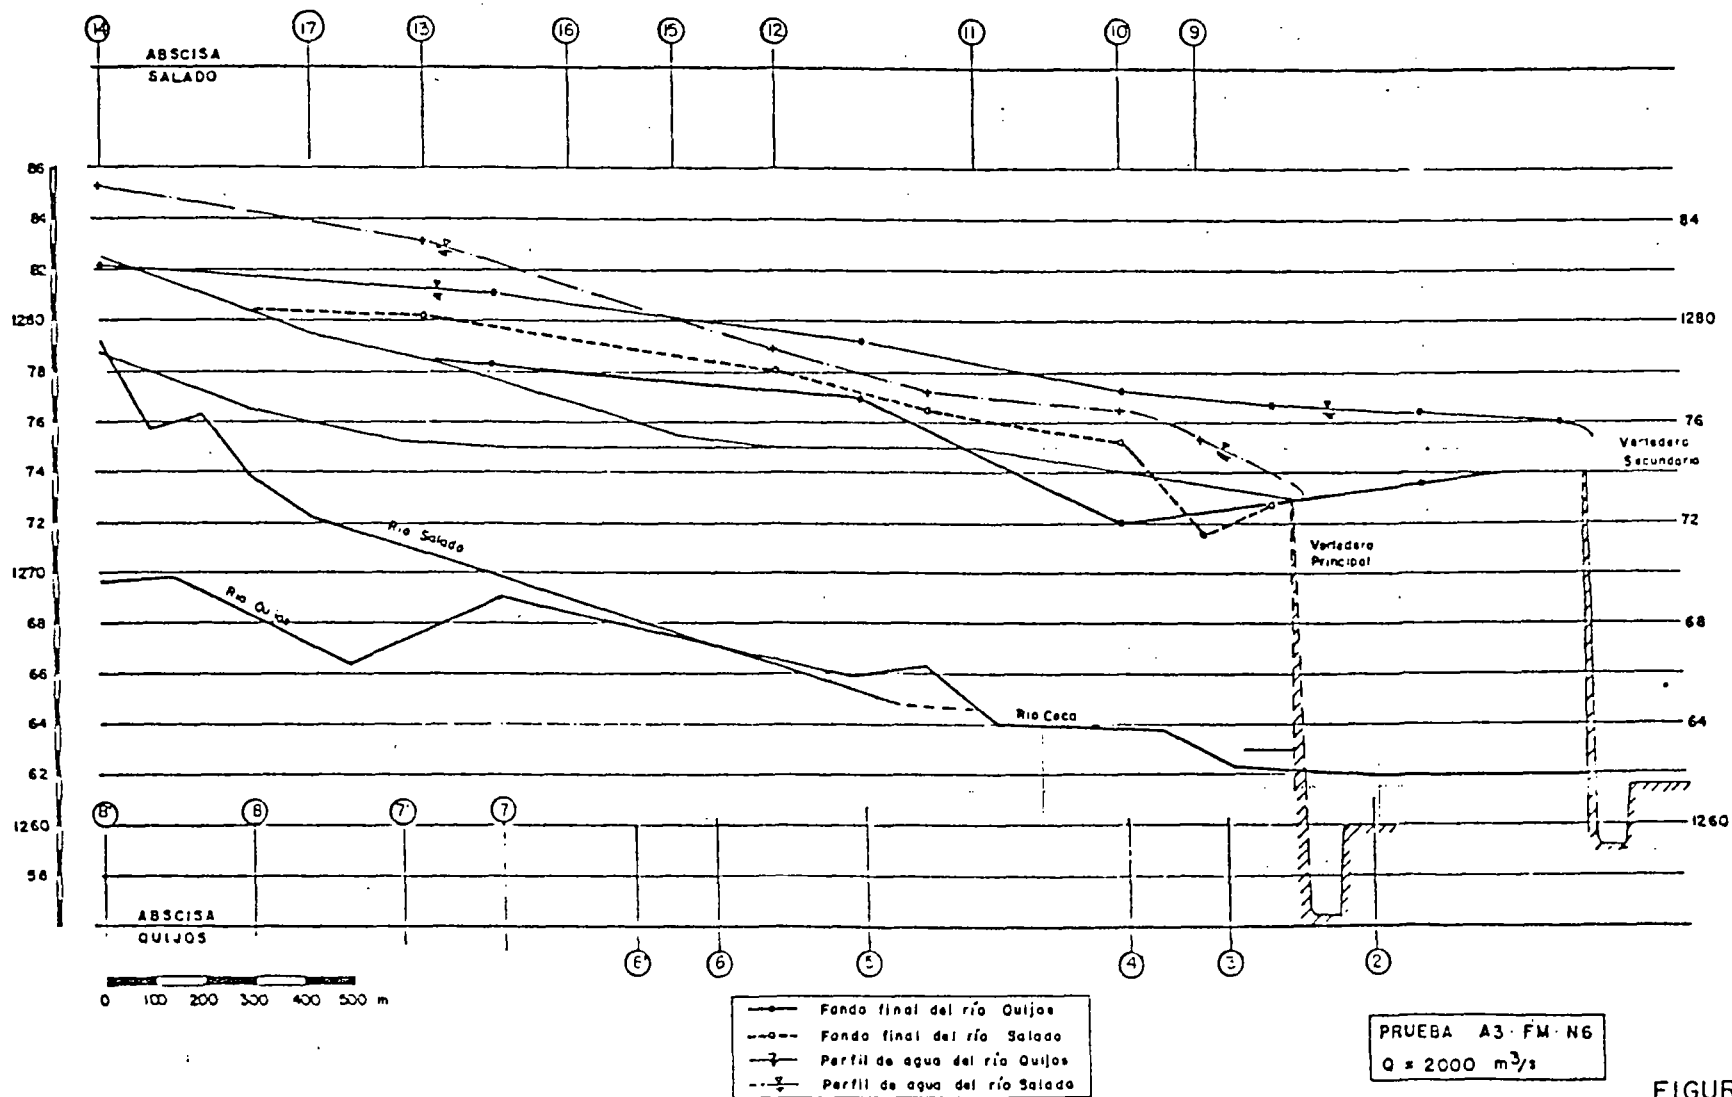 14 17 13 16 15 12 11 10 9
ABSCISA
SALADO
86
84 84
82
1280 1280
78
76 76
Vertedero
Secundario
74
72 72
Vertedero
Principal
Rio Salado
1270
Rio Quijos
68 68
66
Rio Coca
64 64
62
8' 8 7' 7
1260 1260
58
ABSCISA
QUIJOS
6' 6 5 4 3 2
0 100 200 300 400 500 m
Fondo final del río Quijos
Fondo final del río Salado
Perfil de agua del río Quijos
Perfil de agua del río Salado
PRUEBA A3·FM·N6
Q = 2000 m³/s
FIGUR